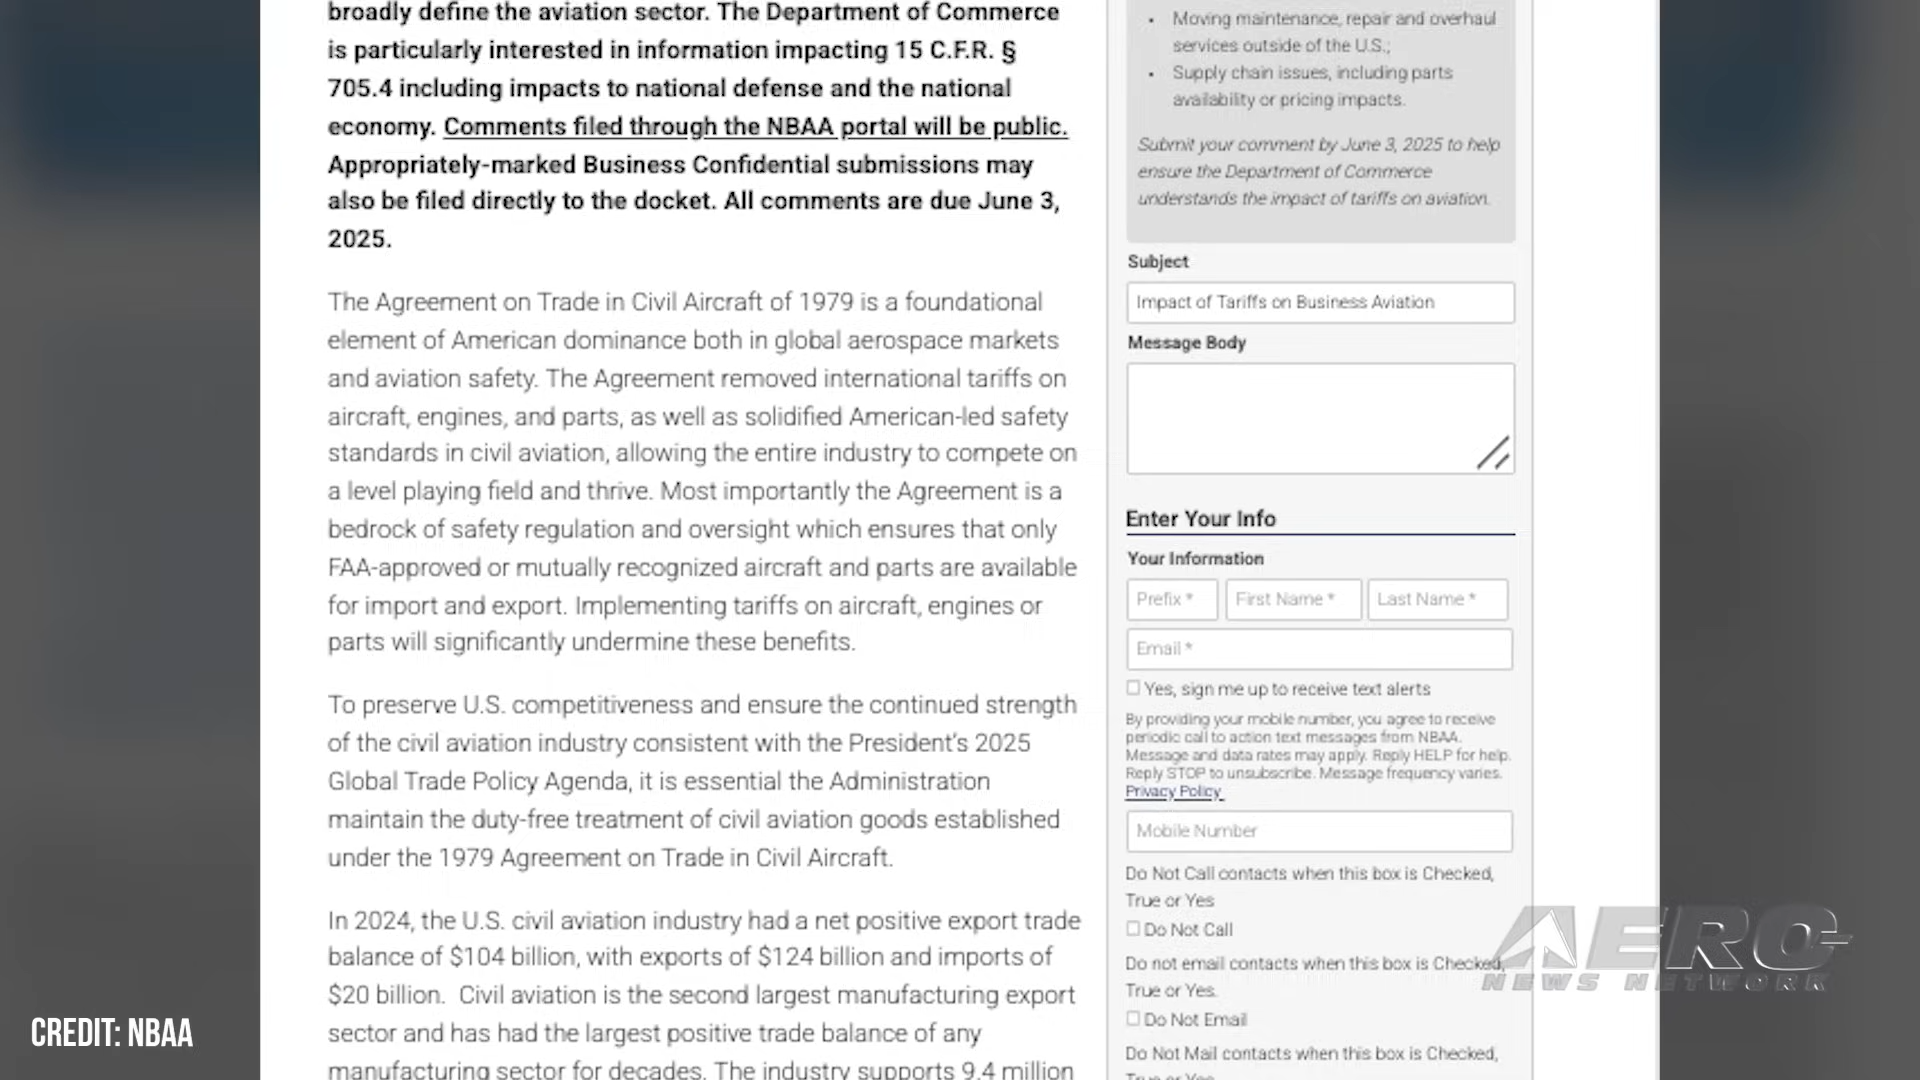 broadly define the aviation sector. The Department of Commerce
is particularly interested in information impacting 15 C.F.R. §
705.4 including impacts to national defense and the national
economy. Comments filed through the NBAA portal will be public.
Appropriately-marked Business Confidential submissions may
also be filed directly to the docket. All comments are due June 3,
2025.
The Agreement on Trade in Civil Aircraft of 1979 is a foundational
element of American dominance both in global aerospace markets
and aviation safety. The Agreement removed international tariffs on
aircraft, engines, and parts, as well as solidified American-led safety
standards in civil aviation, allowing the entire industry to compete on
a level playing field and thrive. Most importantly the Agreement is a
bedrock of safety regulation and oversight which ensures that only
FAA-approved or mutually recognized aircraft and parts are available
for import and export. Implementing tariffs on aircraft, engines or
parts will significantly undermine these benefits.
To preserve U.S. competitiveness and ensure the continued strength
of the civil aviation industry consistent with the President's 2025
Global Trade Policy Agenda, it is essential the Administration
maintain the duty-free treatment of civil aviation goods established
under the 1979 Agreement on Trade in Civil Aircraft.
In 2024, the U.S. civil aviation industry had a net positive export trade
balance of $104 billion, with exports of $124 billion and imports of
$20 billion. Civil aviation is the second largest manufacturing export
sector and has had the largest positive trade balance of any
manufacturing sector for decades. The industry supports 9.4 million
• Moving maintenance, repair and overhaul
services outside of the U.S.;
• Supply chain issues, including parts
availability or pricing impacts.
Submit your comment by June 3, 2025 to help
ensure the Department of Commerce
understands the impact of tariffs on aviation.
Subject
Impact of Tariffs on Business Aviation
Message Body
Enter Your Info
Your Information
Prefix * First Name * Last Name *
Email *
Yes, sign me up to receive text alerts
By providing your mobile number, you agree to receive
periodic call to action text messages from NBAA.
Message and data rates may apply. Reply HELP for help.
Reply STOP to unsubscribe. Message frequency varies.
Privacy Policy
Mobile Number
Do Not Call contacts when this box is Checked,
True or Yes
Do Not Call
Do not email contacts when this box is Checked,
True or Yes.
Do Not Email
Do Not Mail contacts when this box is Checked,
True or Yes
AERO
NEWS NETWORK
CREDIT: NBAA